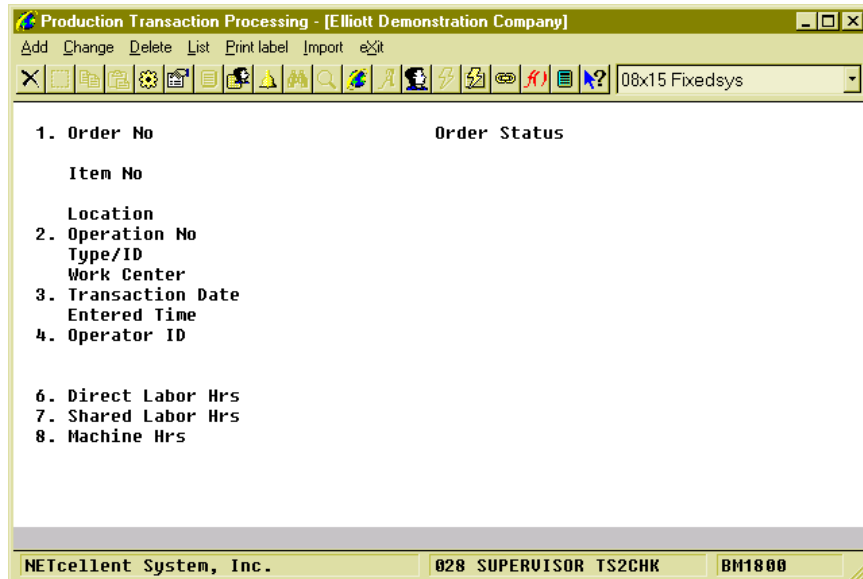 Production Transaction Processing - [Elliott Demonstration Company]
Add Change Delete List Print label Import eXit
08x15 Fixedsys
1. Order No Order Status
Item No
Location
2. Operation No
Type/ID
Work Center
3. Transaction Date
Entered Time
4. Operator ID
6. Direct Labor Hrs
7. Shared Labor Hrs
8. Machine Hrs
NETcellent System, Inc. 028 SUPERVISOR TS2CHK BM1800